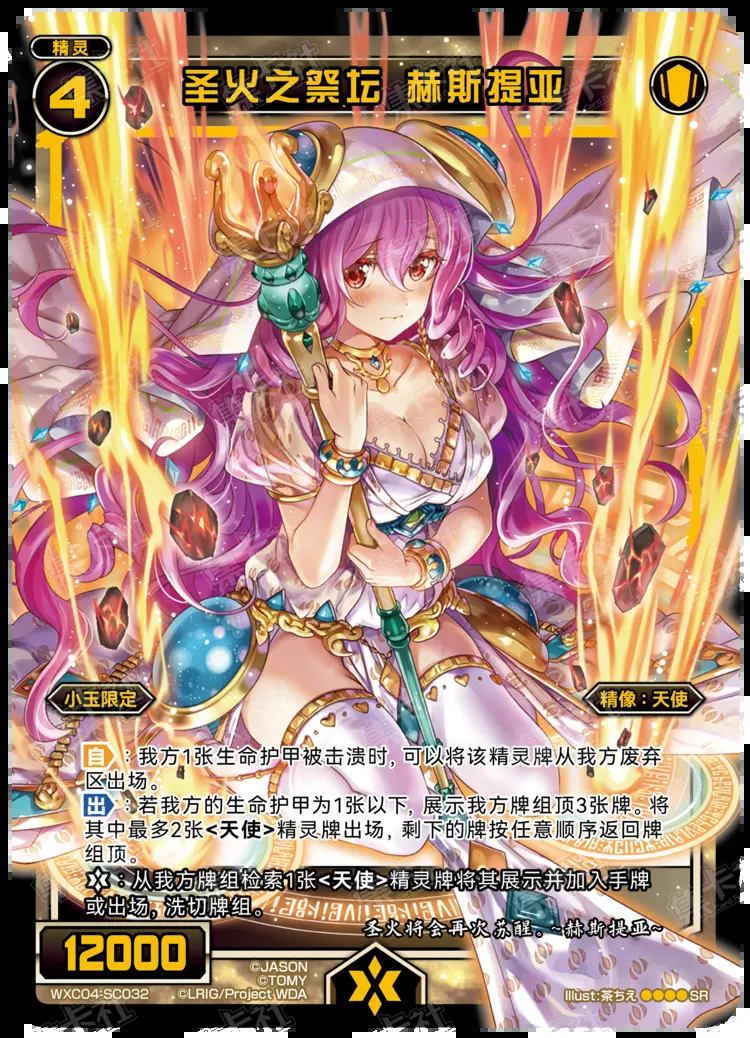 精灵
4
圣火之祭坛 赫斯提亚
小玉限定
精像：天使
自：我方1张生命护甲被击溃时, 可以将该精灵牌从我方废弃
区出场。
出：若我方的生命护甲为1张以下, 展示我方牌组顶3张牌。将
其中最多2张<天使>精灵牌出场, 剩下的牌按任意顺序返回牌
组顶。
：从我方牌组检索1张<天使>精灵牌将其展示并加入手牌
或出场, 洗切牌组。
圣火将会再次苏醒。~赫斯提亚~
12000
©JASON
©TOMY
WXC04-SC032 ©LRIG/Project WDA
Illust:茶ちえ SR
集卡社